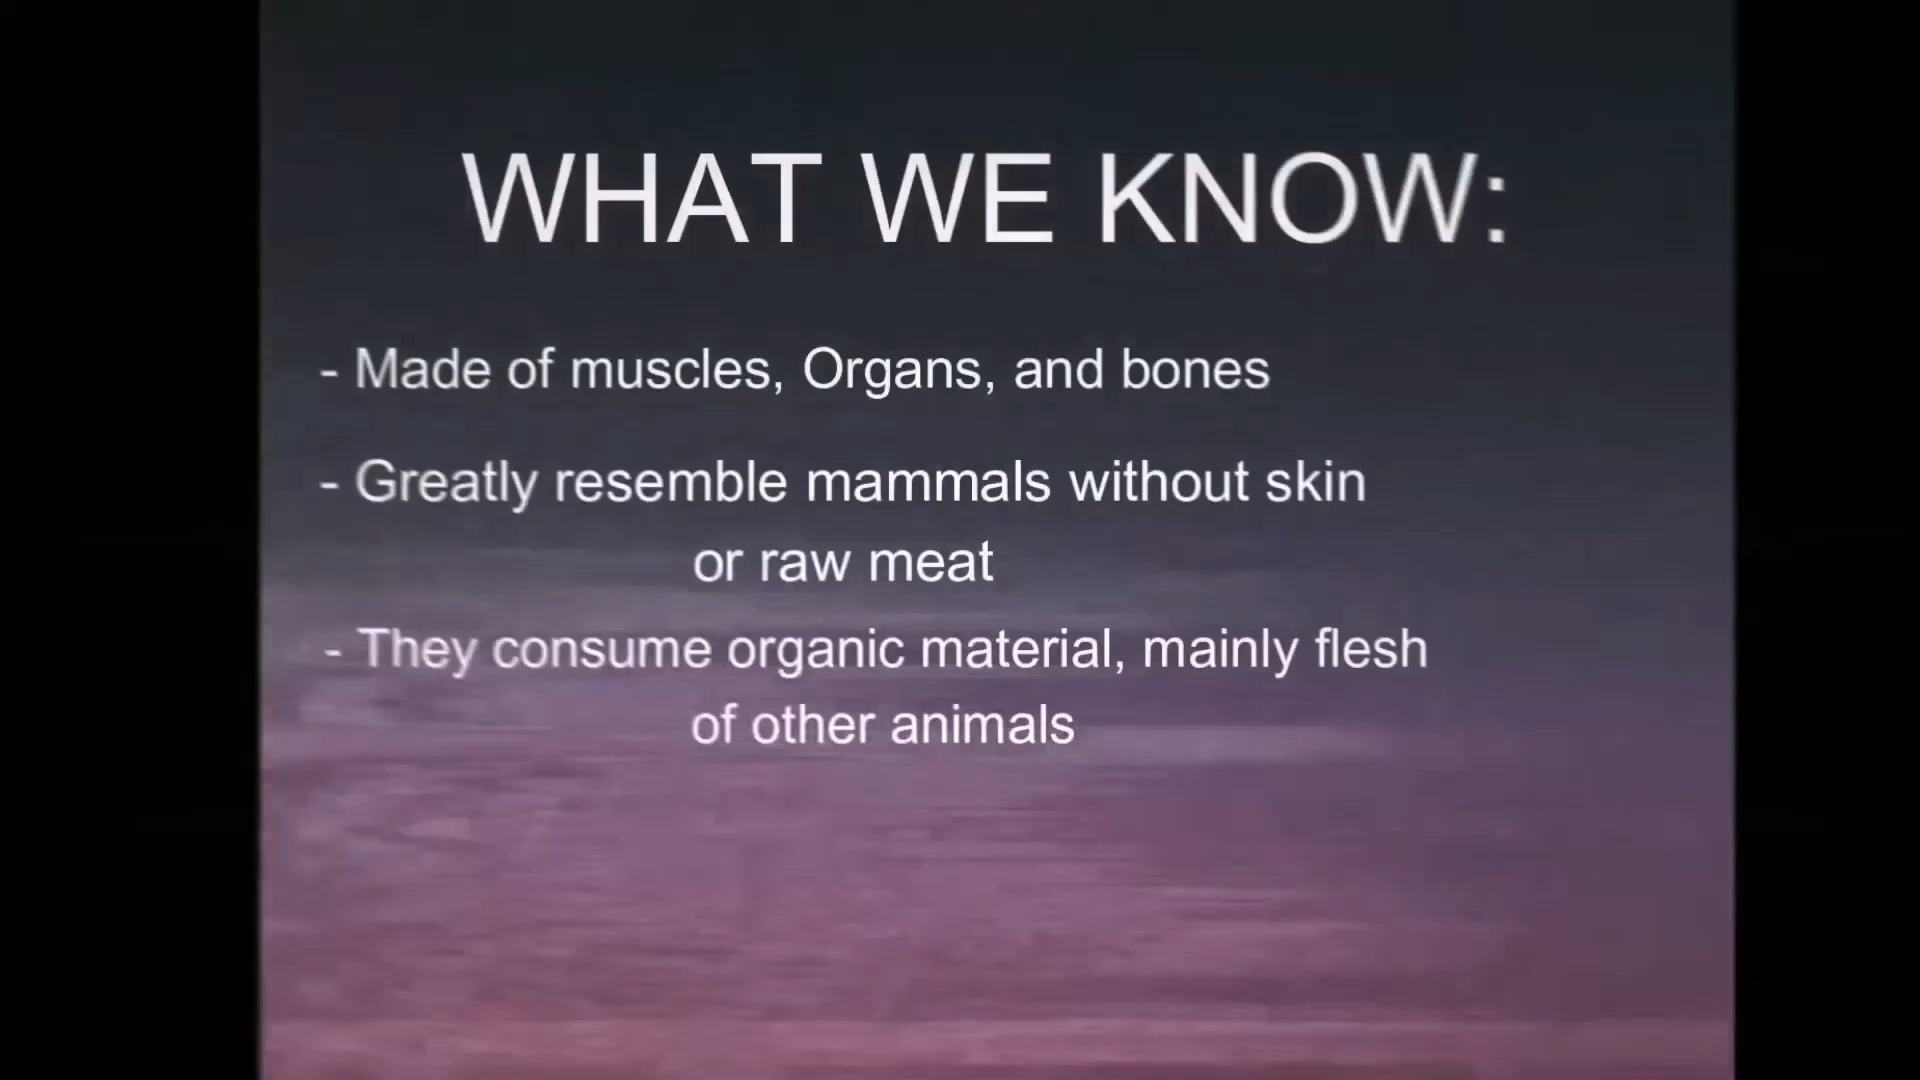 WHAT WE KNOW:
- Made of muscles, Organs, and bones
- Greatly resemble mammals without skin
or raw meat
- They consume organic material, mainly flesh
of other animals